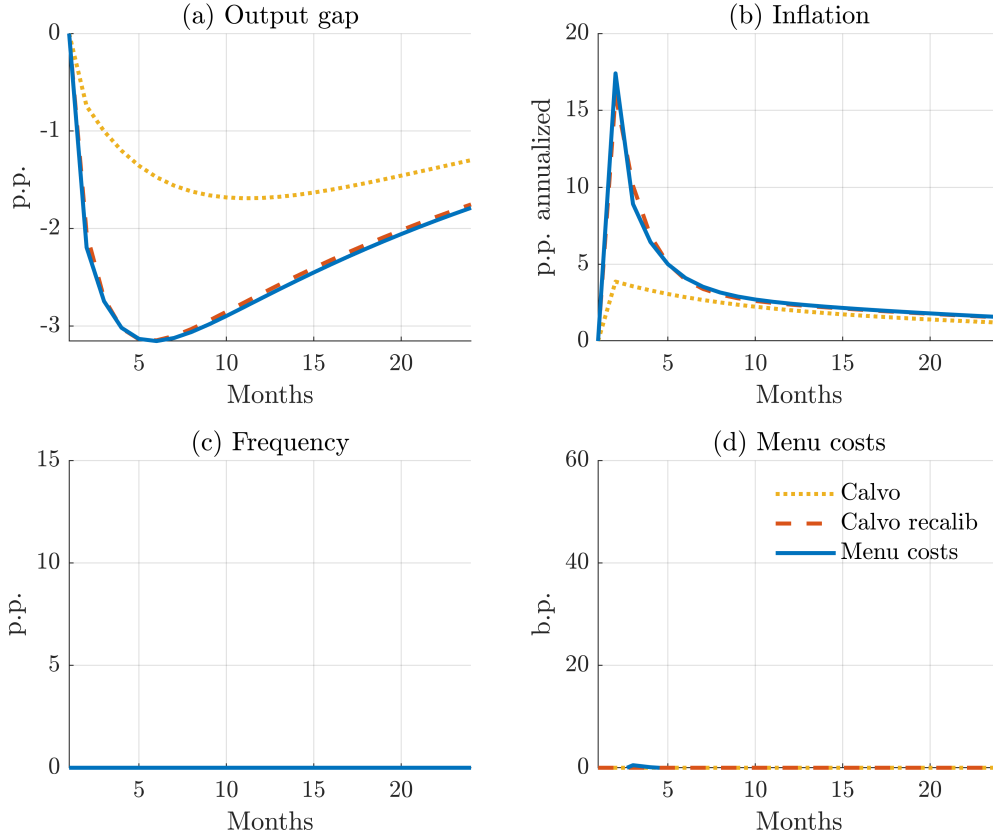 (a) Output gap
0
-1
-2
-3
p.p.
5 10 15 20
Months
(b) Inflation
20
15
10
5
0
p.p. annualized
5 10 15 20
Months
(c) Frequency
15
10
5
0
p.p.
5 10 15 20
Months
(d) Menu costs
60
40
20
0
b.p.
Calvo
Calvo recalib
Menu costs
5 10 15 20
Months